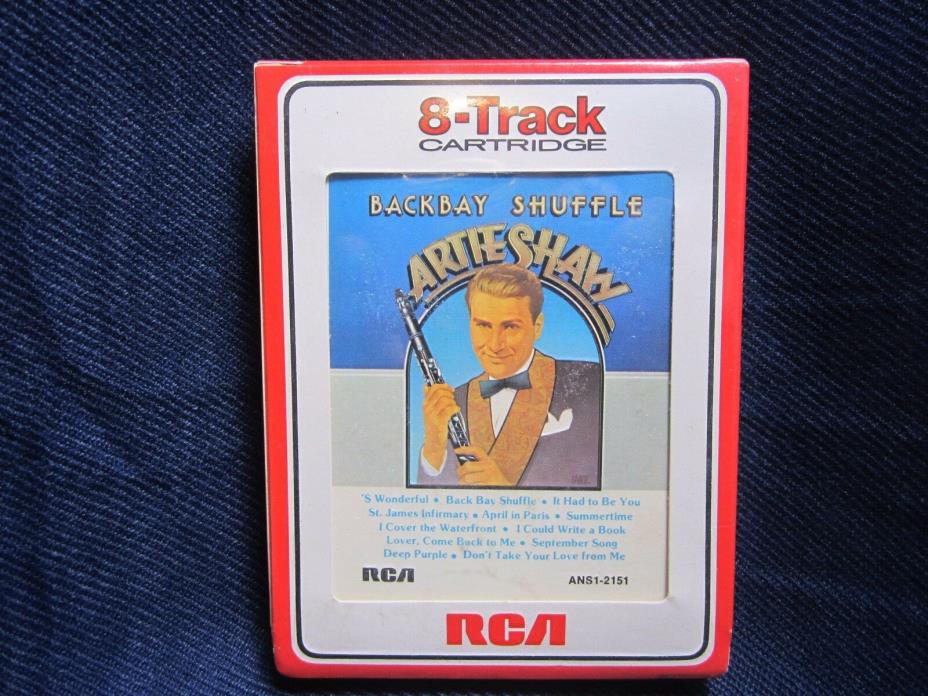 8-Track
CARTRIDGE
BACKBAY SHUFFLE
ARTIE SHAW
'S Wonderful • Back Bay Shuffle • It Had to Be You
St. James Infirmary • April in Paris • Summertime
I Cover the Waterfront • I Could Write a Book
Lover, Come Back to Me • September Song
Deep Purple • Don't Take Your Love from Me
RCA ANS1-2151
RCA